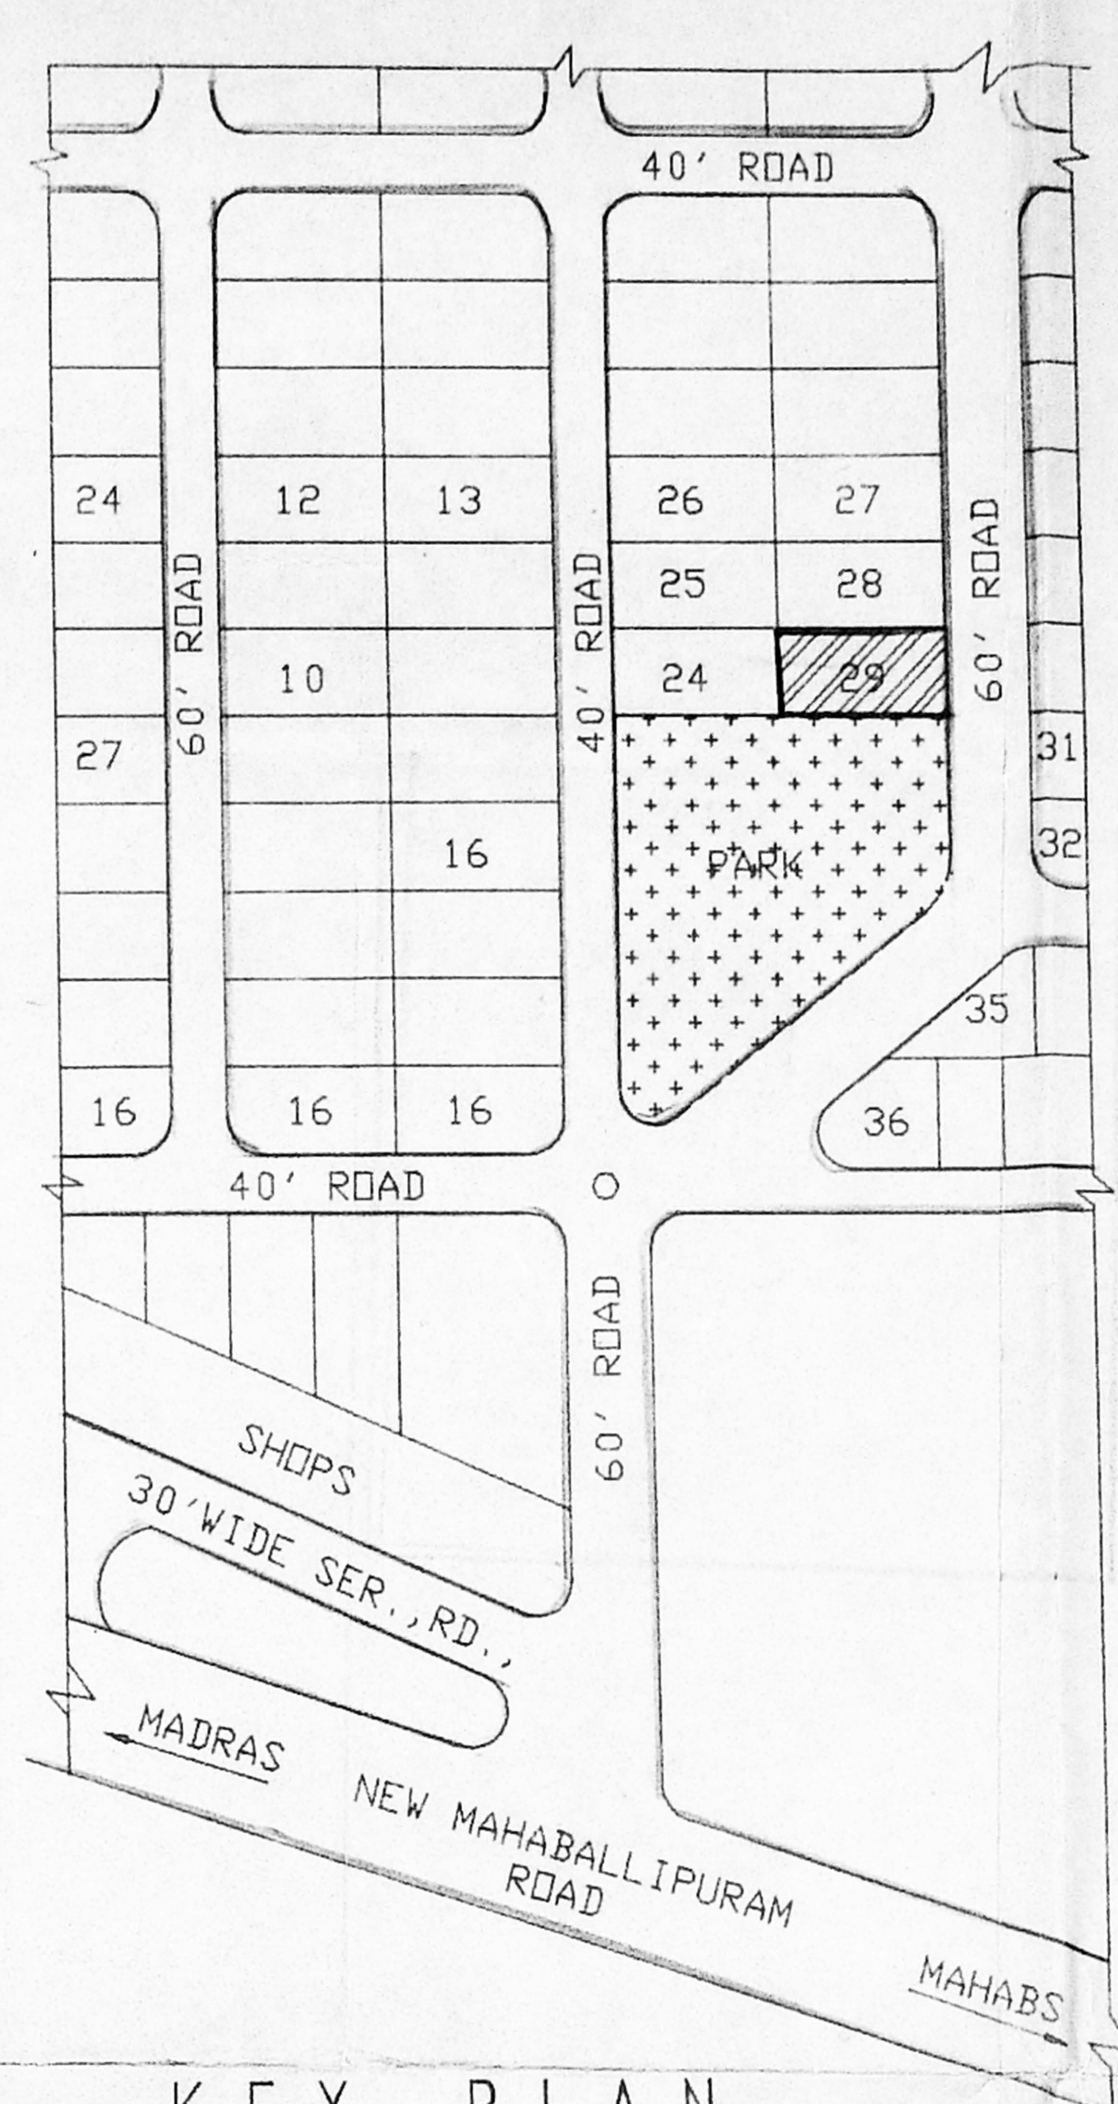 40' ROAD
24
12
13
26
27
60' ROAD
40' ROAD
60' ROAD
25
28
10
24
29
27
31
16
PARK
32
35
16
16
16
36
40' ROAD
60' ROAD
SHOPS
30'WIDE SER.,RD.,
MADRAS
NEW MAHABALLIPURAM
ROAD
MAHABS
KEY PLAN